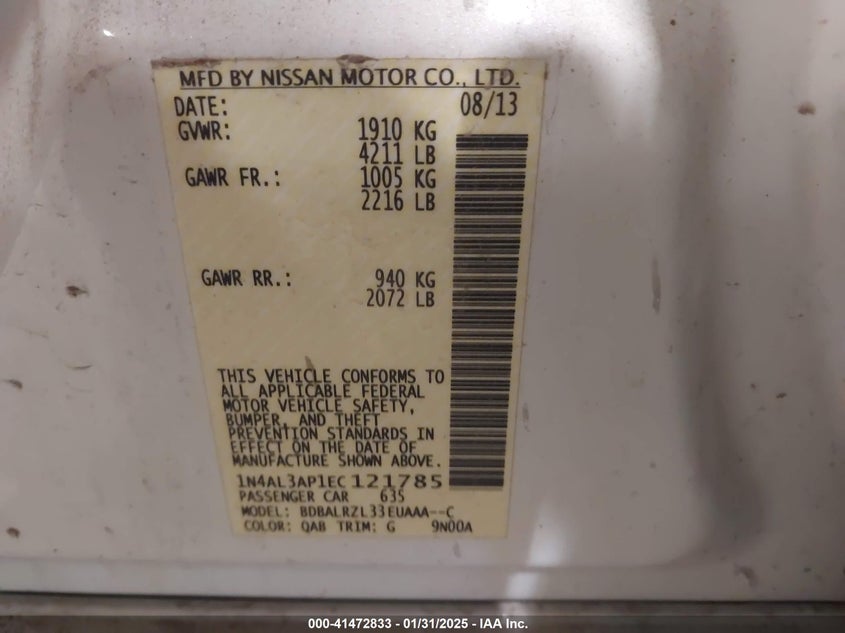 MFD BY NISSAN MOTOR CO., LTD.
DATE: 08/13
GVWR: 1910 KG
4211 LB
GAWR FR.: 1005 KG
2216 LB
GAWR RR.: 940 KG
2072 LB
THIS VEHICLE CONFORMS TO
ALL APPLICABLE FEDERAL
MOTOR VEHICLE SAFETY,
BUMPER, AND THEFT
PREVENTION STANDARDS IN
EFFECT ON THE DATE OF
MANUFACTURE SHOWN ABOVE.
1N4AL3AP1EC121785
PASSENGER CAR 635
MODEL: BDBALRZL33EUAAA--C
COLOR: QAB TRIM: G 9N00A
000-41472833 - 01/31/2025 - IAA Inc.